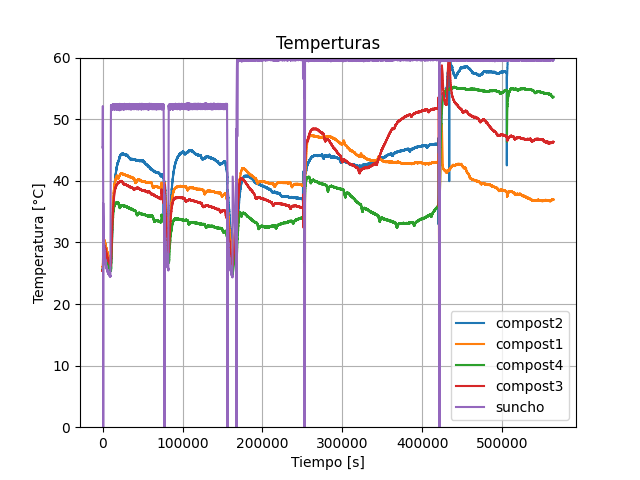 Temperturas
Temperatura [°C]
60
50
40
30
20
10
0
compost2
compost1
compost4
compost3
suncho
0
100000
200000
300000
400000
500000
Tiempo [s]